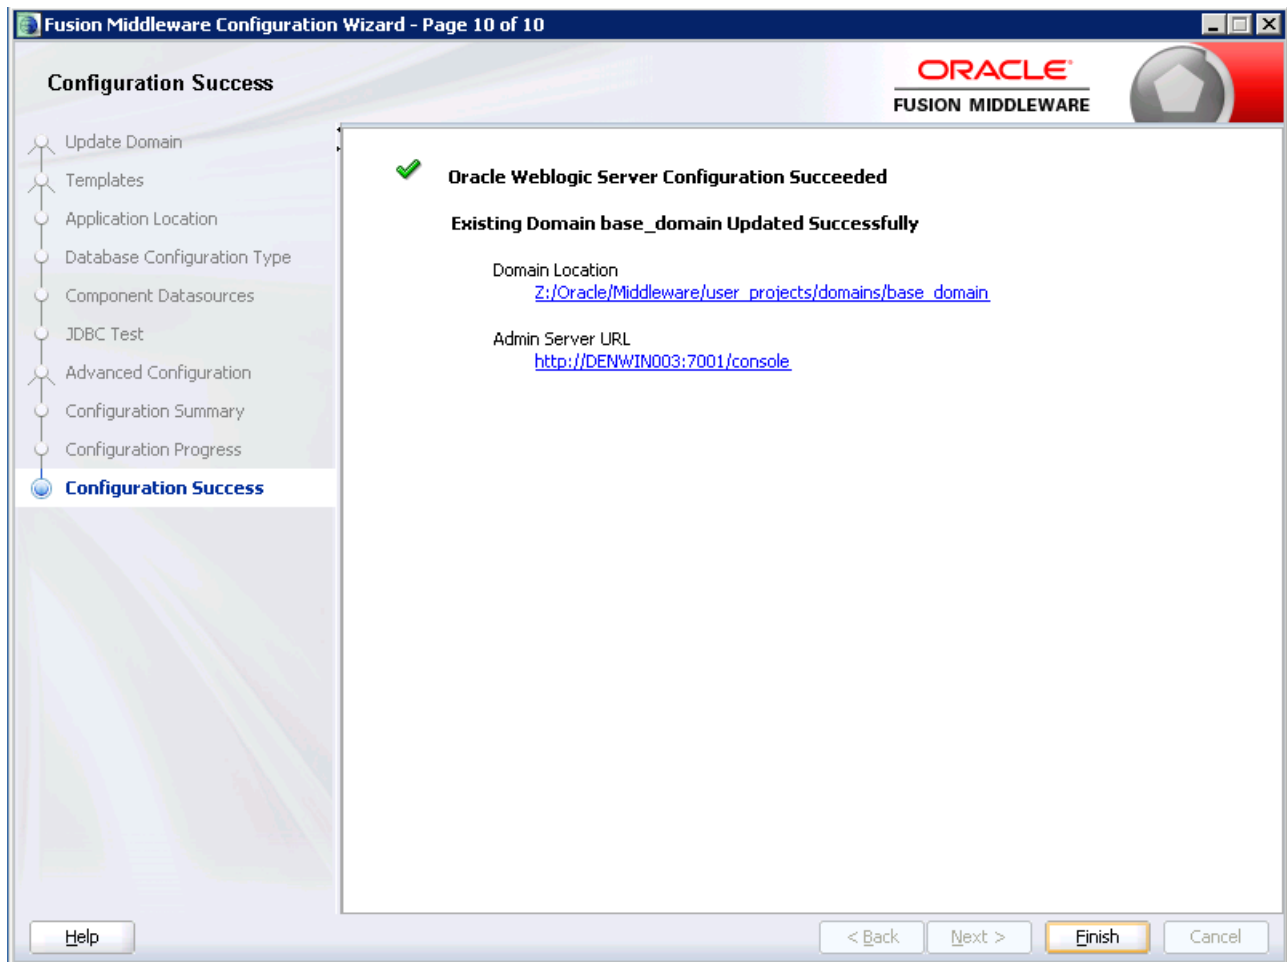 Fusion Middleware Configuration Wizard - Page 10 of 10
Configuration Success
ORACLE
FUSION MIDDLEWARE
Update Domain
Templates
Application Location
Database Configuration Type
Component Datasources
JDBC Test
Advanced Configuration
Configuration Summary
Configuration Progress
Configuration Success
Oracle Weblogic Server Configuration Succeeded
Existing Domain base_domain Updated Successfully
Domain Location
Z:/Oracle/Middleware/user_projects/domains/base_domain
Admin Server URL
http://DENWIN003:7001/console
Help
< Back
Next >
Finish
Cancel